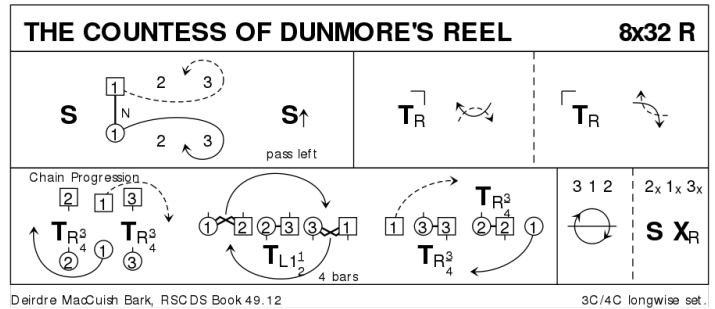 THE COUNTESS OF DUNMORE'S REEL 8x32 R
S 1 N 1 2 3 2 3 S↑ pass left
TR TR
Chain Progression
2 1 3
TR¾ TR¾
2 1 3
1 2 2 3 3 1
TL1½ 4 bars
TR¾
1 3 3 2 2 1
TR¾
3 1 2
2x 1x 3x
S XR
Deirdre MacCuish Bark, RSCDS Book 49.12 3C/4C longwise set.